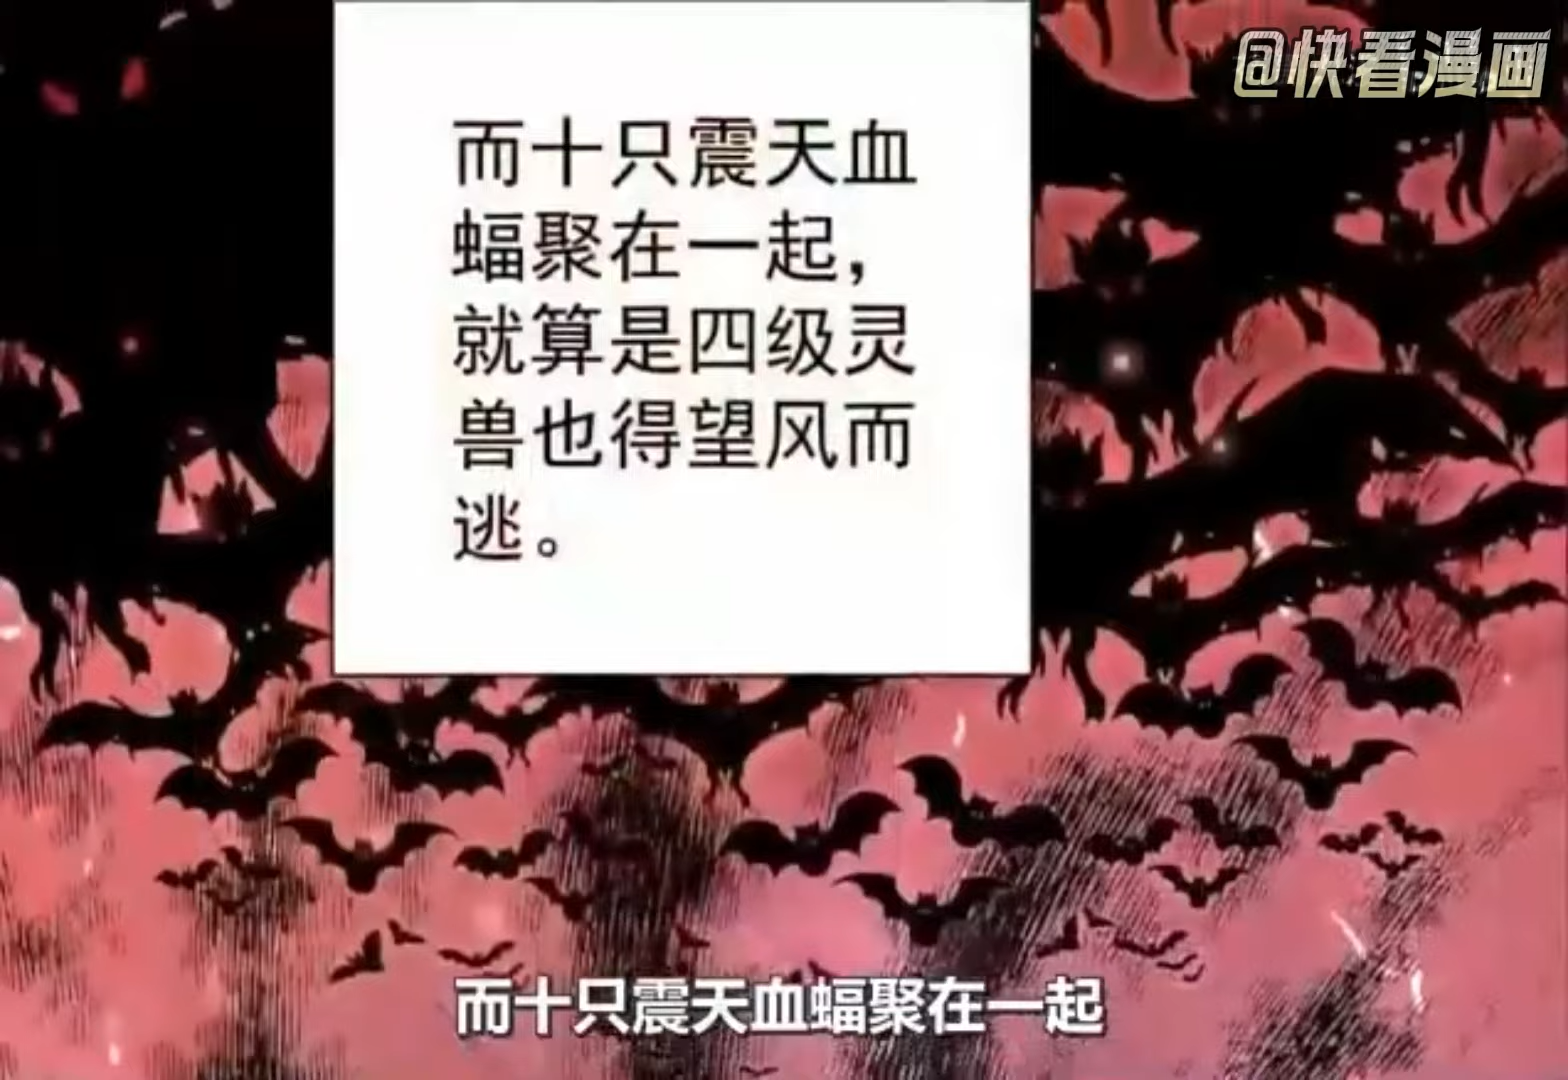 @快看漫画
而十只震天血
蝠聚在一起，
就算是四级灵
兽也得望风而
逃。
而十只震天血蝠聚在一起